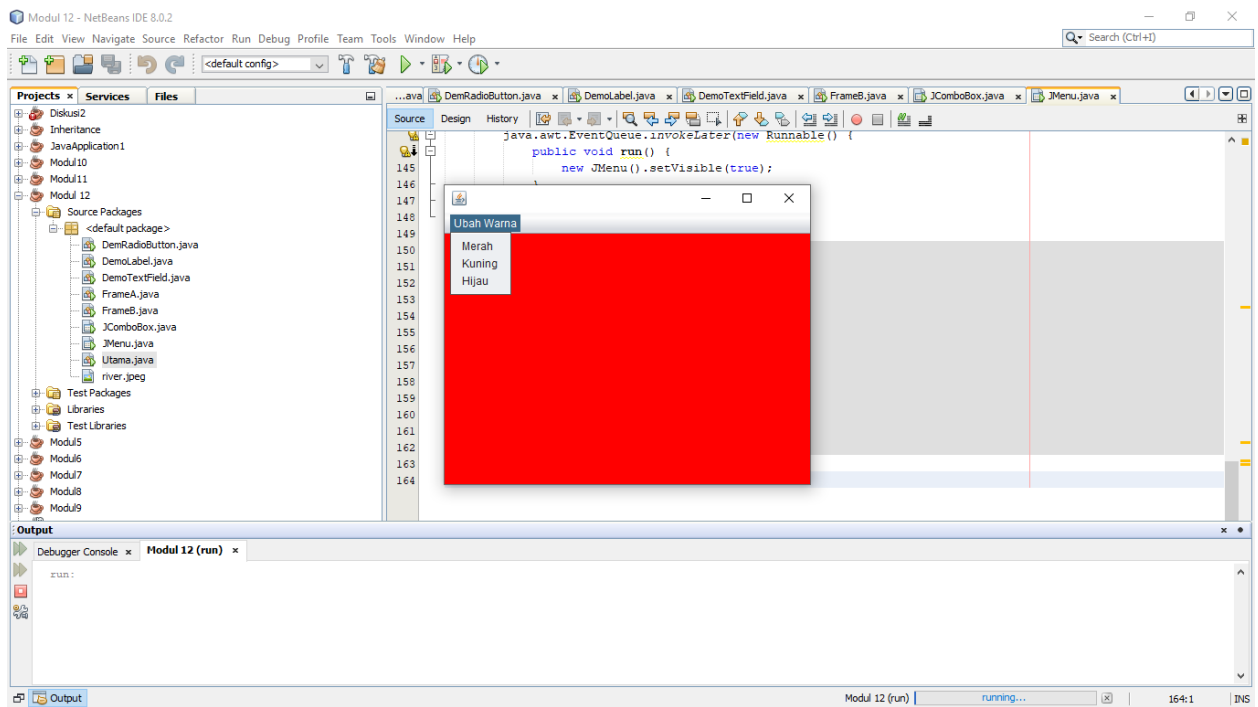 Modul 12 - NetBeans IDE 8.0.2
File Edit View Navigate Source Refactor Run Debug Profile Team Tools Window Help
Search (Ctrl+I)
<default config>
Projects Services Files
Diskusi2
Inheritance
JavaApplication1
Modul10
Modul11
Modul 12
Source Packages
<default package>
DemRadioButton.java
DemoLabel.java
DemoTextField.java
FrameA.java
FrameB.java
JComboBox.java
JMenu.java
Utama.java
river.jpeg
Test Packages
Libraries
Test Libraries
Modul5
Modul6
Modul7
Modul8
Modul9
...ava DemRadioButton.java DemoLabel.java DemoTextField.java FrameB.java JComboBox.java JMenu.java
Source Design History
java.awt.EventQueue.invokeLater(new Runnable() {
public void run() {
145 new JMenu().setVisible(true);
146 }
147
148
149
150
151
152
153
154
155
156
157
158
159
160
161
162
163
164
Ubah Warna
Merah
Kuning
Hijau
Output
Debugger Console Modul 12 (run)
run:
Output
Modul 12 (run) running... 164:1 INS